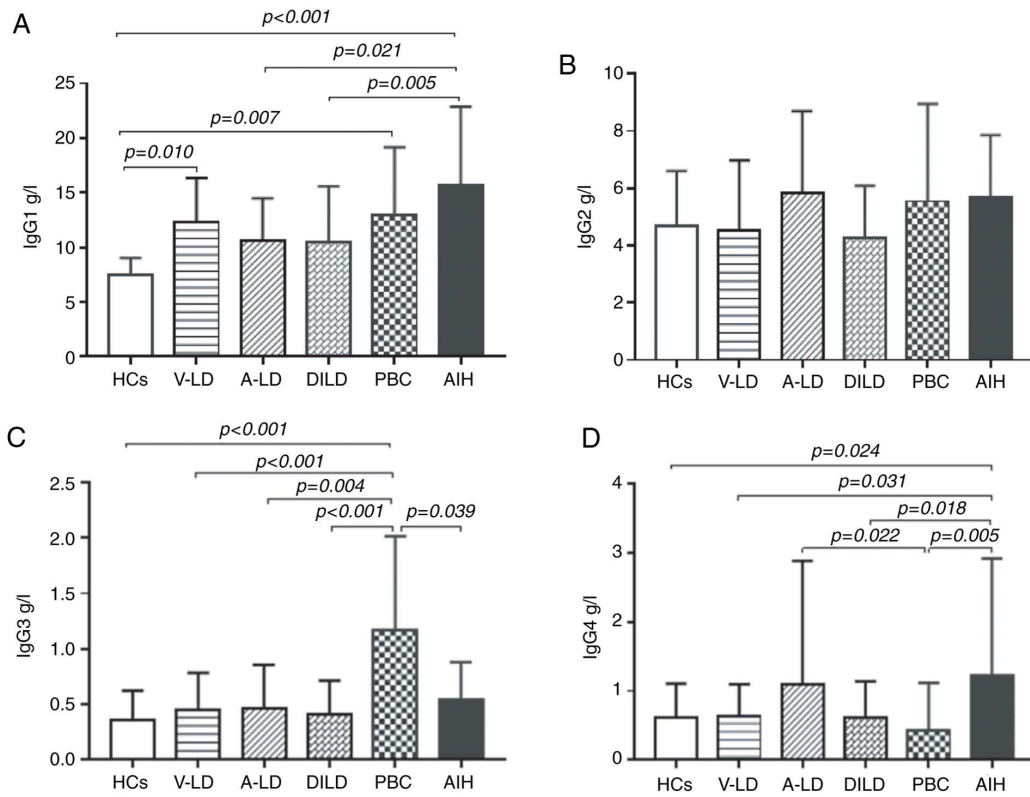 A
p<0.001
p=0.021
p=0.005
p=0.007
p=0.010
IgG1 g/l
25
20
15
10
5
0
HCs V-LD A-LD DILD PBC AIH
B
IgG2 g/l
10
8
6
4
2
0
HCs V-LD A-LD DILD PBC AIH
C
p<0.001
p<0.001
p=0.004
p<0.001 p=0.039
IgG3 g/l
2.5
2.0
1.5
1.0
0.5
0.0
HCs V-LD A-LD DILD PBC AIH
D
p=0.024
p=0.031
p=0.018
p=0.022 p=0.005
IgG4 g/l
4
3
2
1
0
HCs V-LD A-LD DILD PBC AIH